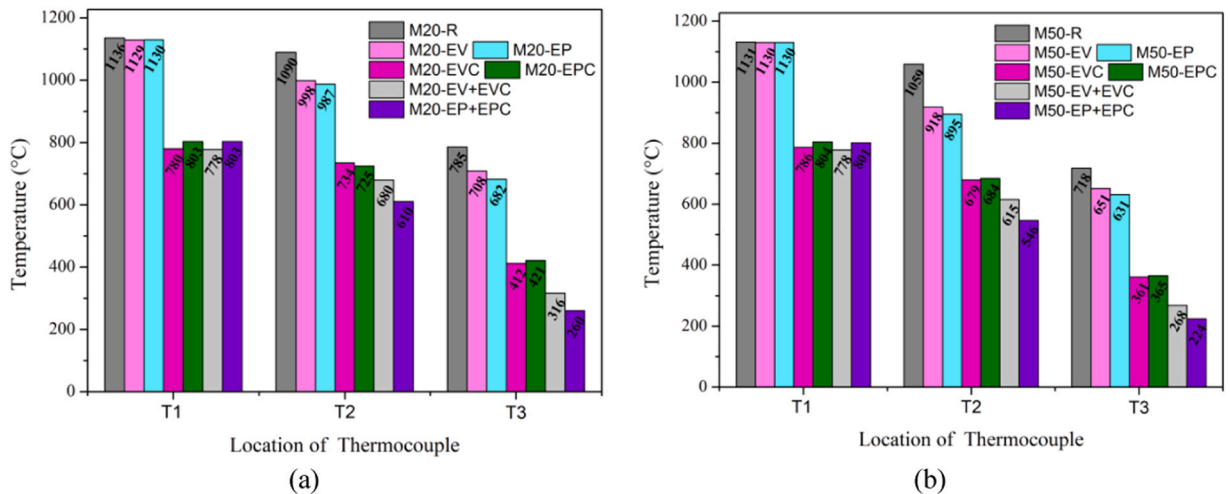 1200
1000
800
600
400
200
0
Temperature (°C)
M20-R
M20-EV M20-EP
M20-EVC M20-EPC
M20-EV+EVC
M20-EP+EPC
1136 1129 1130 780 803 778 803
1090 998 987 734 725 680 610
785 708 682 412 421 316 260
T1 T2 T3
Location of Thermocouple
(a)
1200
1000
800
600
400
200
0
Temperature (°C)
M50-R
M50-EV M50-EP
M50-EVC M50-EPC
M50-EV+EVC
M50-EP+EPC
1131 1130 1130 786 804 778 801
1059 918 895 679 684 615 546
718 651 631 361 365 268 224
T1 T2 T3
Location of Thermocouple
(b)